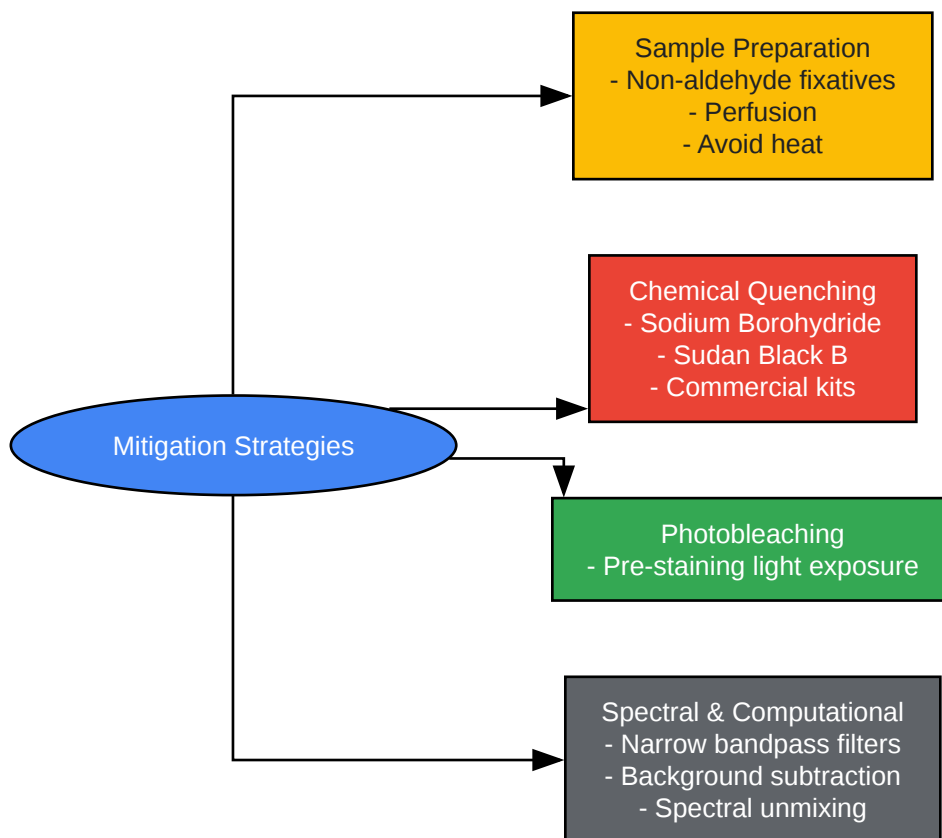 Sample Preparation
- Non-aldehyde fixatives
- Perfusion
- Avoid heat
Chemical Quenching
- Sodium Borohydride
- Sudan Black B
- Commercial kits
Mitigation Strategies
Photobleaching
- Pre-staining light exposure
Spectral & Computational
- Narrow bandpass filters
- Background subtraction
- Spectral unmixing